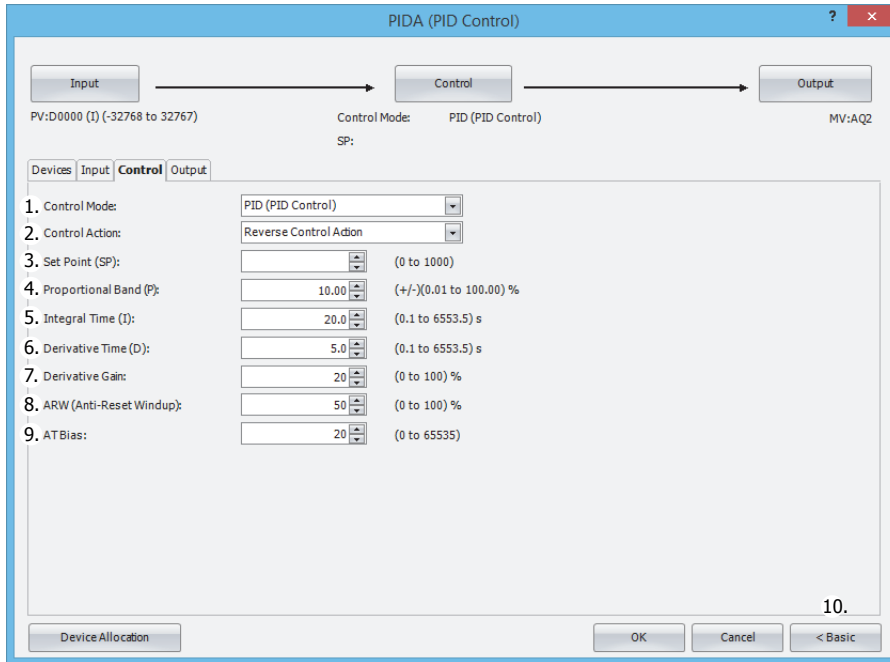 PIDA (PID Control)
? ×
Input Control Output
PV:D0000 (I) (-32768 to 32767) Control Mode: PID (PID Control) MV:AQ2
SP:
Devices Input Control Output
1. Control Mode: PID (PID Control)
2. Control Action: Reverse Control Action
3. Set Point (SP): (0 to 1000)
4. Proportional Band (P): 10.00 (+/-)(0.01 to 100.00) %
5. Integral Time (I): 20.0 (0.1 to 6553.5) s
6. Derivative Time (D): 5.0 (0.1 to 6553.5) s
7. Derivative Gain: 20 (0 to 100) %
8. ARW (Anti-Reset Windup): 50 (0 to 100) %
9. AT Bias: 20 (0 to 65535)
10.
Device Allocation OK Cancel < Basic